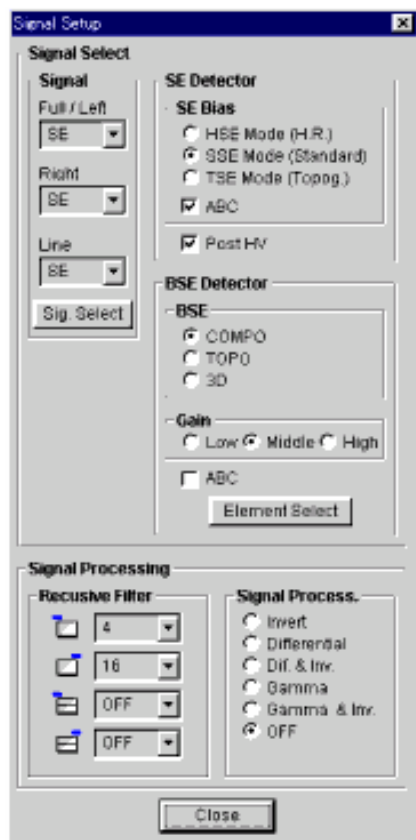 Signal Setup
Signal Select
Signal
Full / Left
SE
Right
SE
Line
SE
Sig. Select
SE Detector
SE Bias
HSE Mode (H.R.)
SSE Mode (Standard)
TSE Mode (Topog.)
ABC
Post HV
BSE Detector
BSE
COMPO
TOPO
3D
Gain
Low Middle High
ABC
Element Select
Signal Processing
Recusive Filter
4
16
OFF
OFF
Signal Process.
Invert
Differential
Dif. & Inv.
Gamma
Gamma & Inv.
OFF
Close